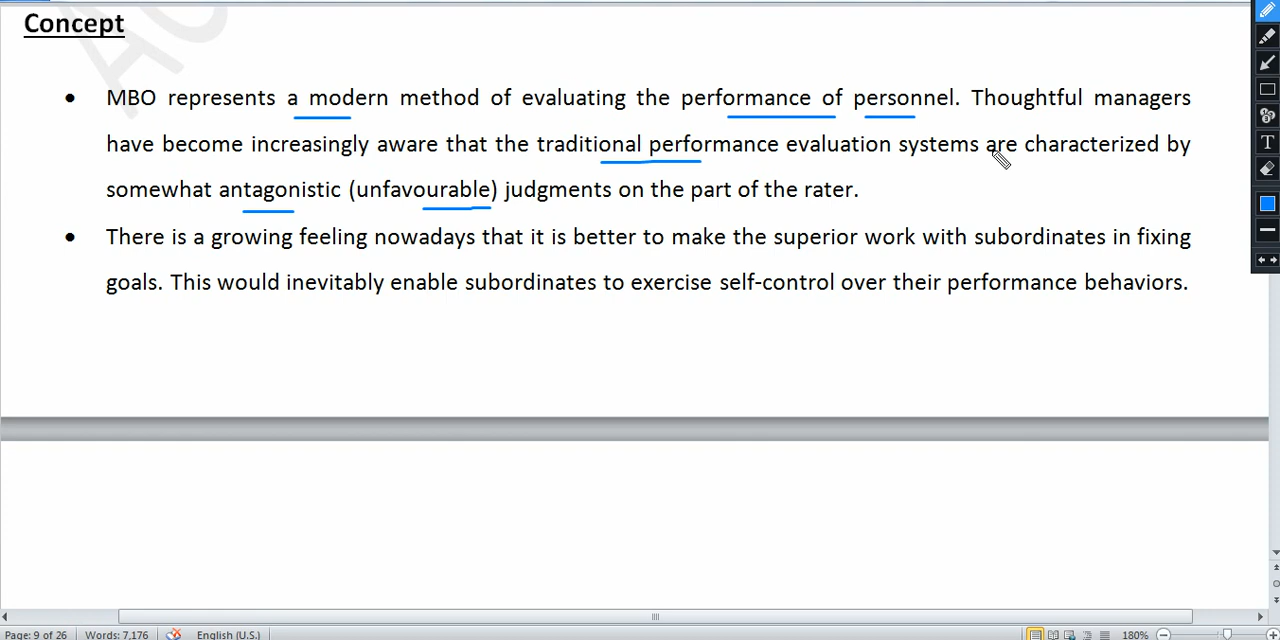 Concept
• MBO represents a modern method of evaluating the performance of personnel. Thoughtful managers
have become increasingly aware that the traditional performance evaluation systems are characterized by
somewhat antagonistic (unfavourable) judgments on the part of the rater.
• There is a growing feeling nowadays that it is better to make the superior work with subordinates in fixing
goals. This would inevitably enable subordinates to exercise self-control over their performance behaviors.
Page: 9 of 26 Words: 7,176 English (U.S.) 180%